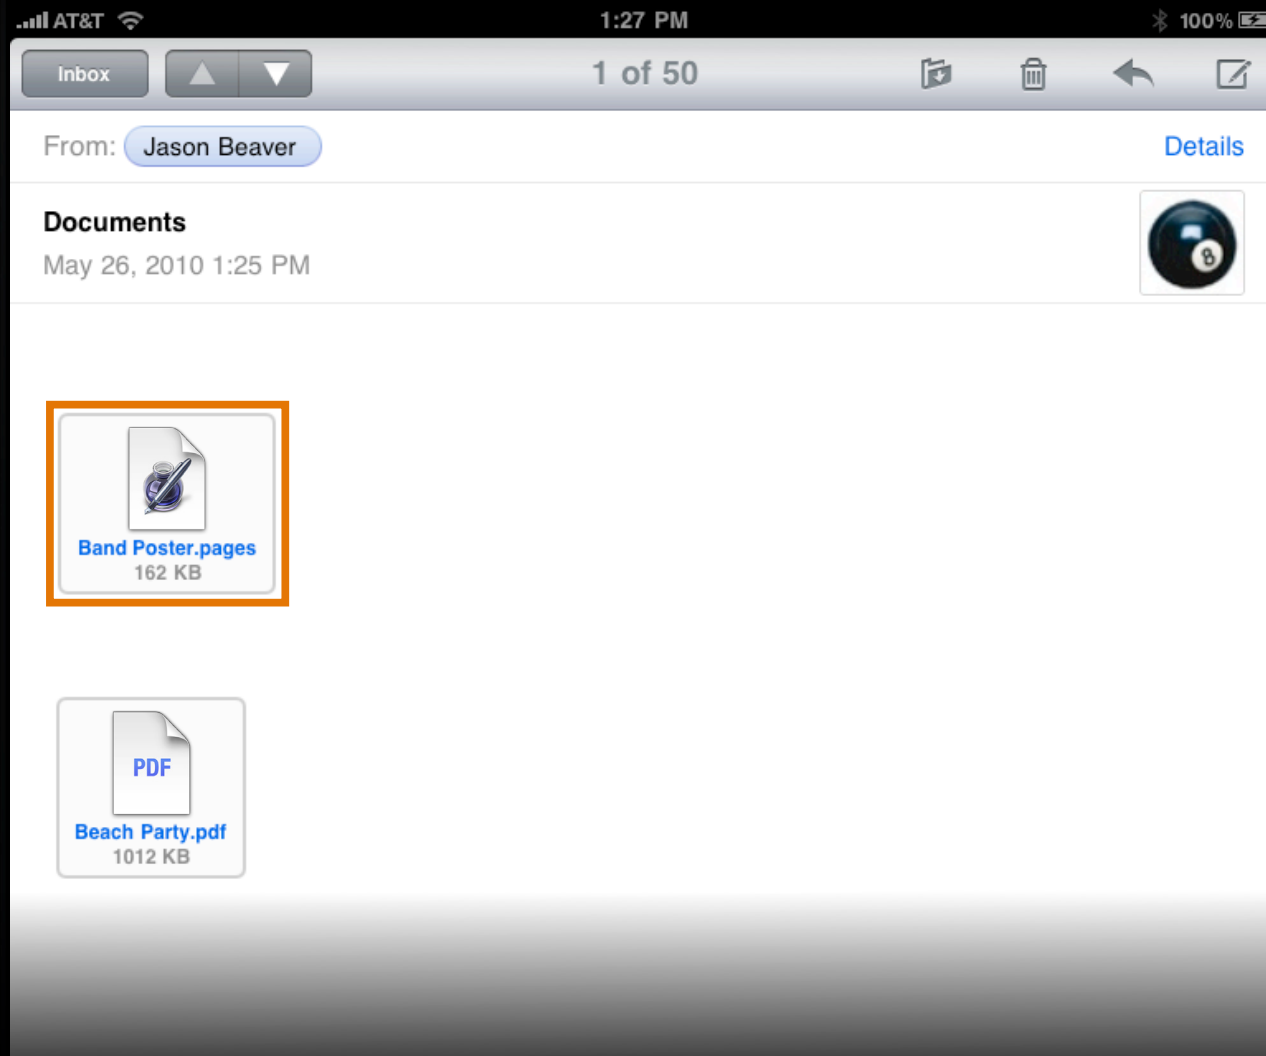 AT&T 1:27 PM 100%
Inbox 1 of 50
From: Jason Beaver Details
Documents
May 26, 2010 1:25 PM
8
Band Poster.pages
162 KB
PDF
Beach Party.pdf
1012 KB